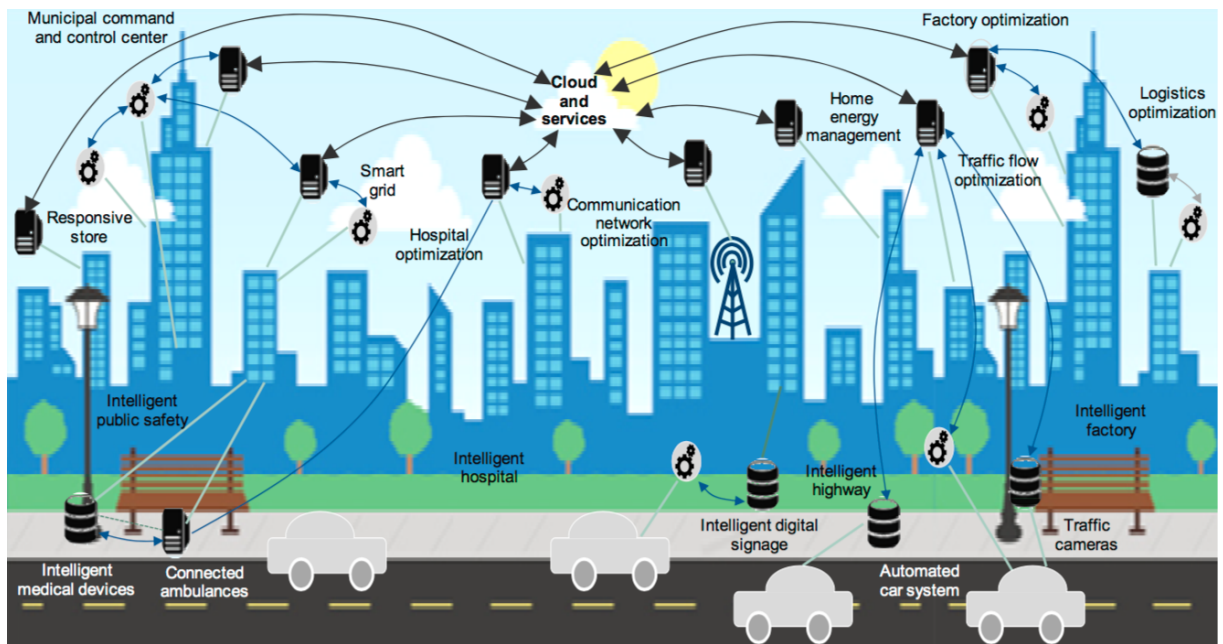 Municipal command
and control center
Factory optimization
Cloud and
services
Logistics
optimization
Home
energy
management
Smart
grid
Traffic flow
optimization
Responsive
store
Hospital
optimization
Communication
network
optimization
Intelligent
public safety
Intelligent
hospital
Intelligent
highway
Intelligent
factory
Intelligent digital
signage
Traffic
cameras
Intelligent
medical devices
Connected
ambulances
Automated
car system